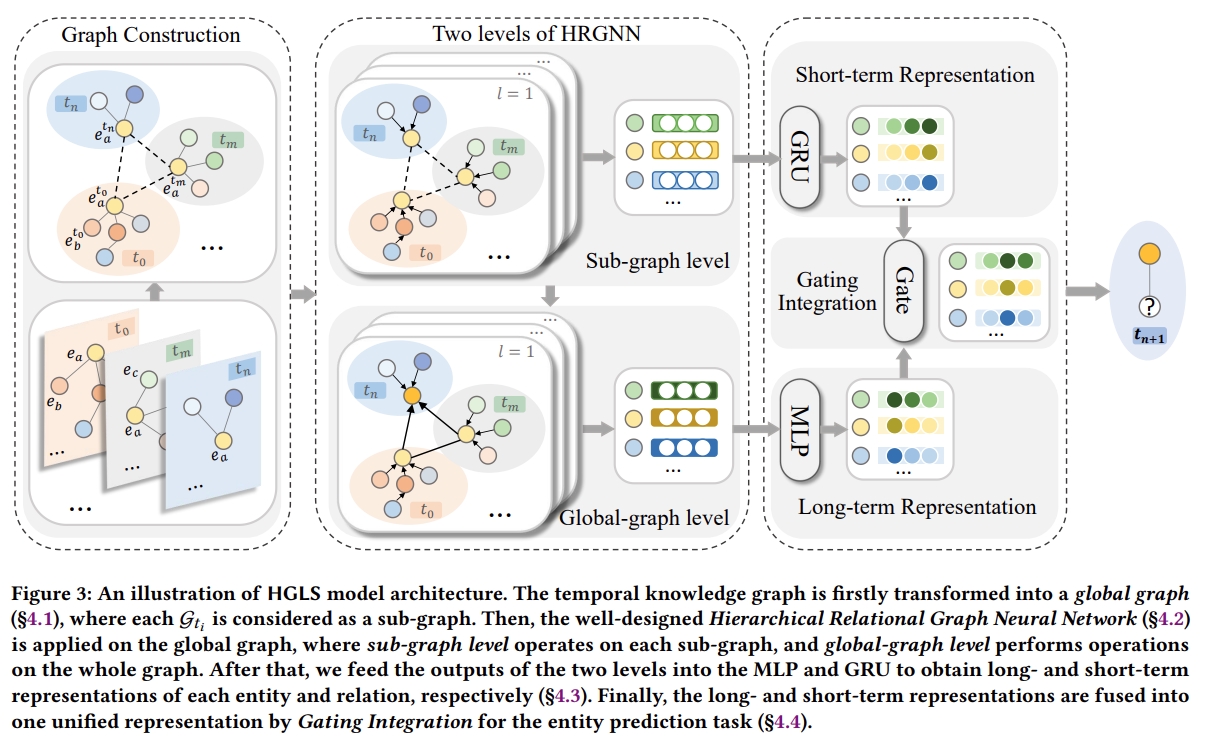 Graph Construction
t_n
e_a^{t_n}
t_m
e_a^{t_m}
e_a^{t_0}
e_b^{t_0}
t_0
...
t_0
e_a
e_b
...
t_m
e_c
e_a
...
t_n
e_a
...
...
Two levels of HRGNN
...
...
l = 1
t_n
t_m
t_0
...
...
Sub-graph level
...
...
l = 1
t_n
t_m
t_0
...
...
Global-graph level
Short-term Representation
GRU
...
Gating
Integration
Gate
...
MLP
...
Long-term Representation
?
t_{n+1}
Figure 3: An illustration of HGLS model architecture. The temporal knowledge graph is firstly transformed into a global graph
(§4.1), where each 𝒢_{t_i} is considered as a sub-graph. Then, the well-designed Hierarchical Relational Graph Neural Network (§4.2)
is applied on the global graph, where sub-graph level operates on each sub-graph, and global-graph level performs operations
on the whole graph. After that, we feed the outputs of the two levels into the MLP and GRU to obtain long- and short-term
representations of each entity and relation, respectively (§4.3). Finally, the long- and short-term representations are fused into
one unified representation by Gating Integration for the entity prediction task (§4.4).